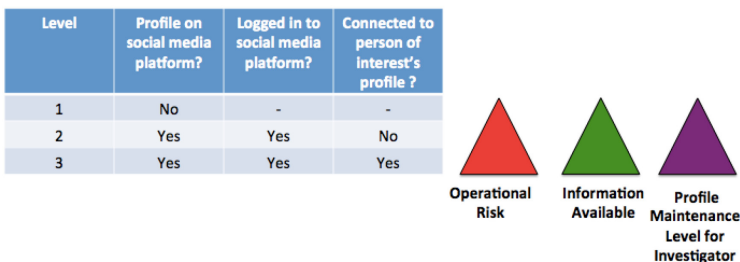 Level Profile on social media platform? Logged in to social media platform? Connected to person of interest's profile ?
1 No - -
2 Yes Yes No
3 Yes Yes Yes
Operational
Risk
Information
Available
Profile
Maintenance
Level for
Investigator